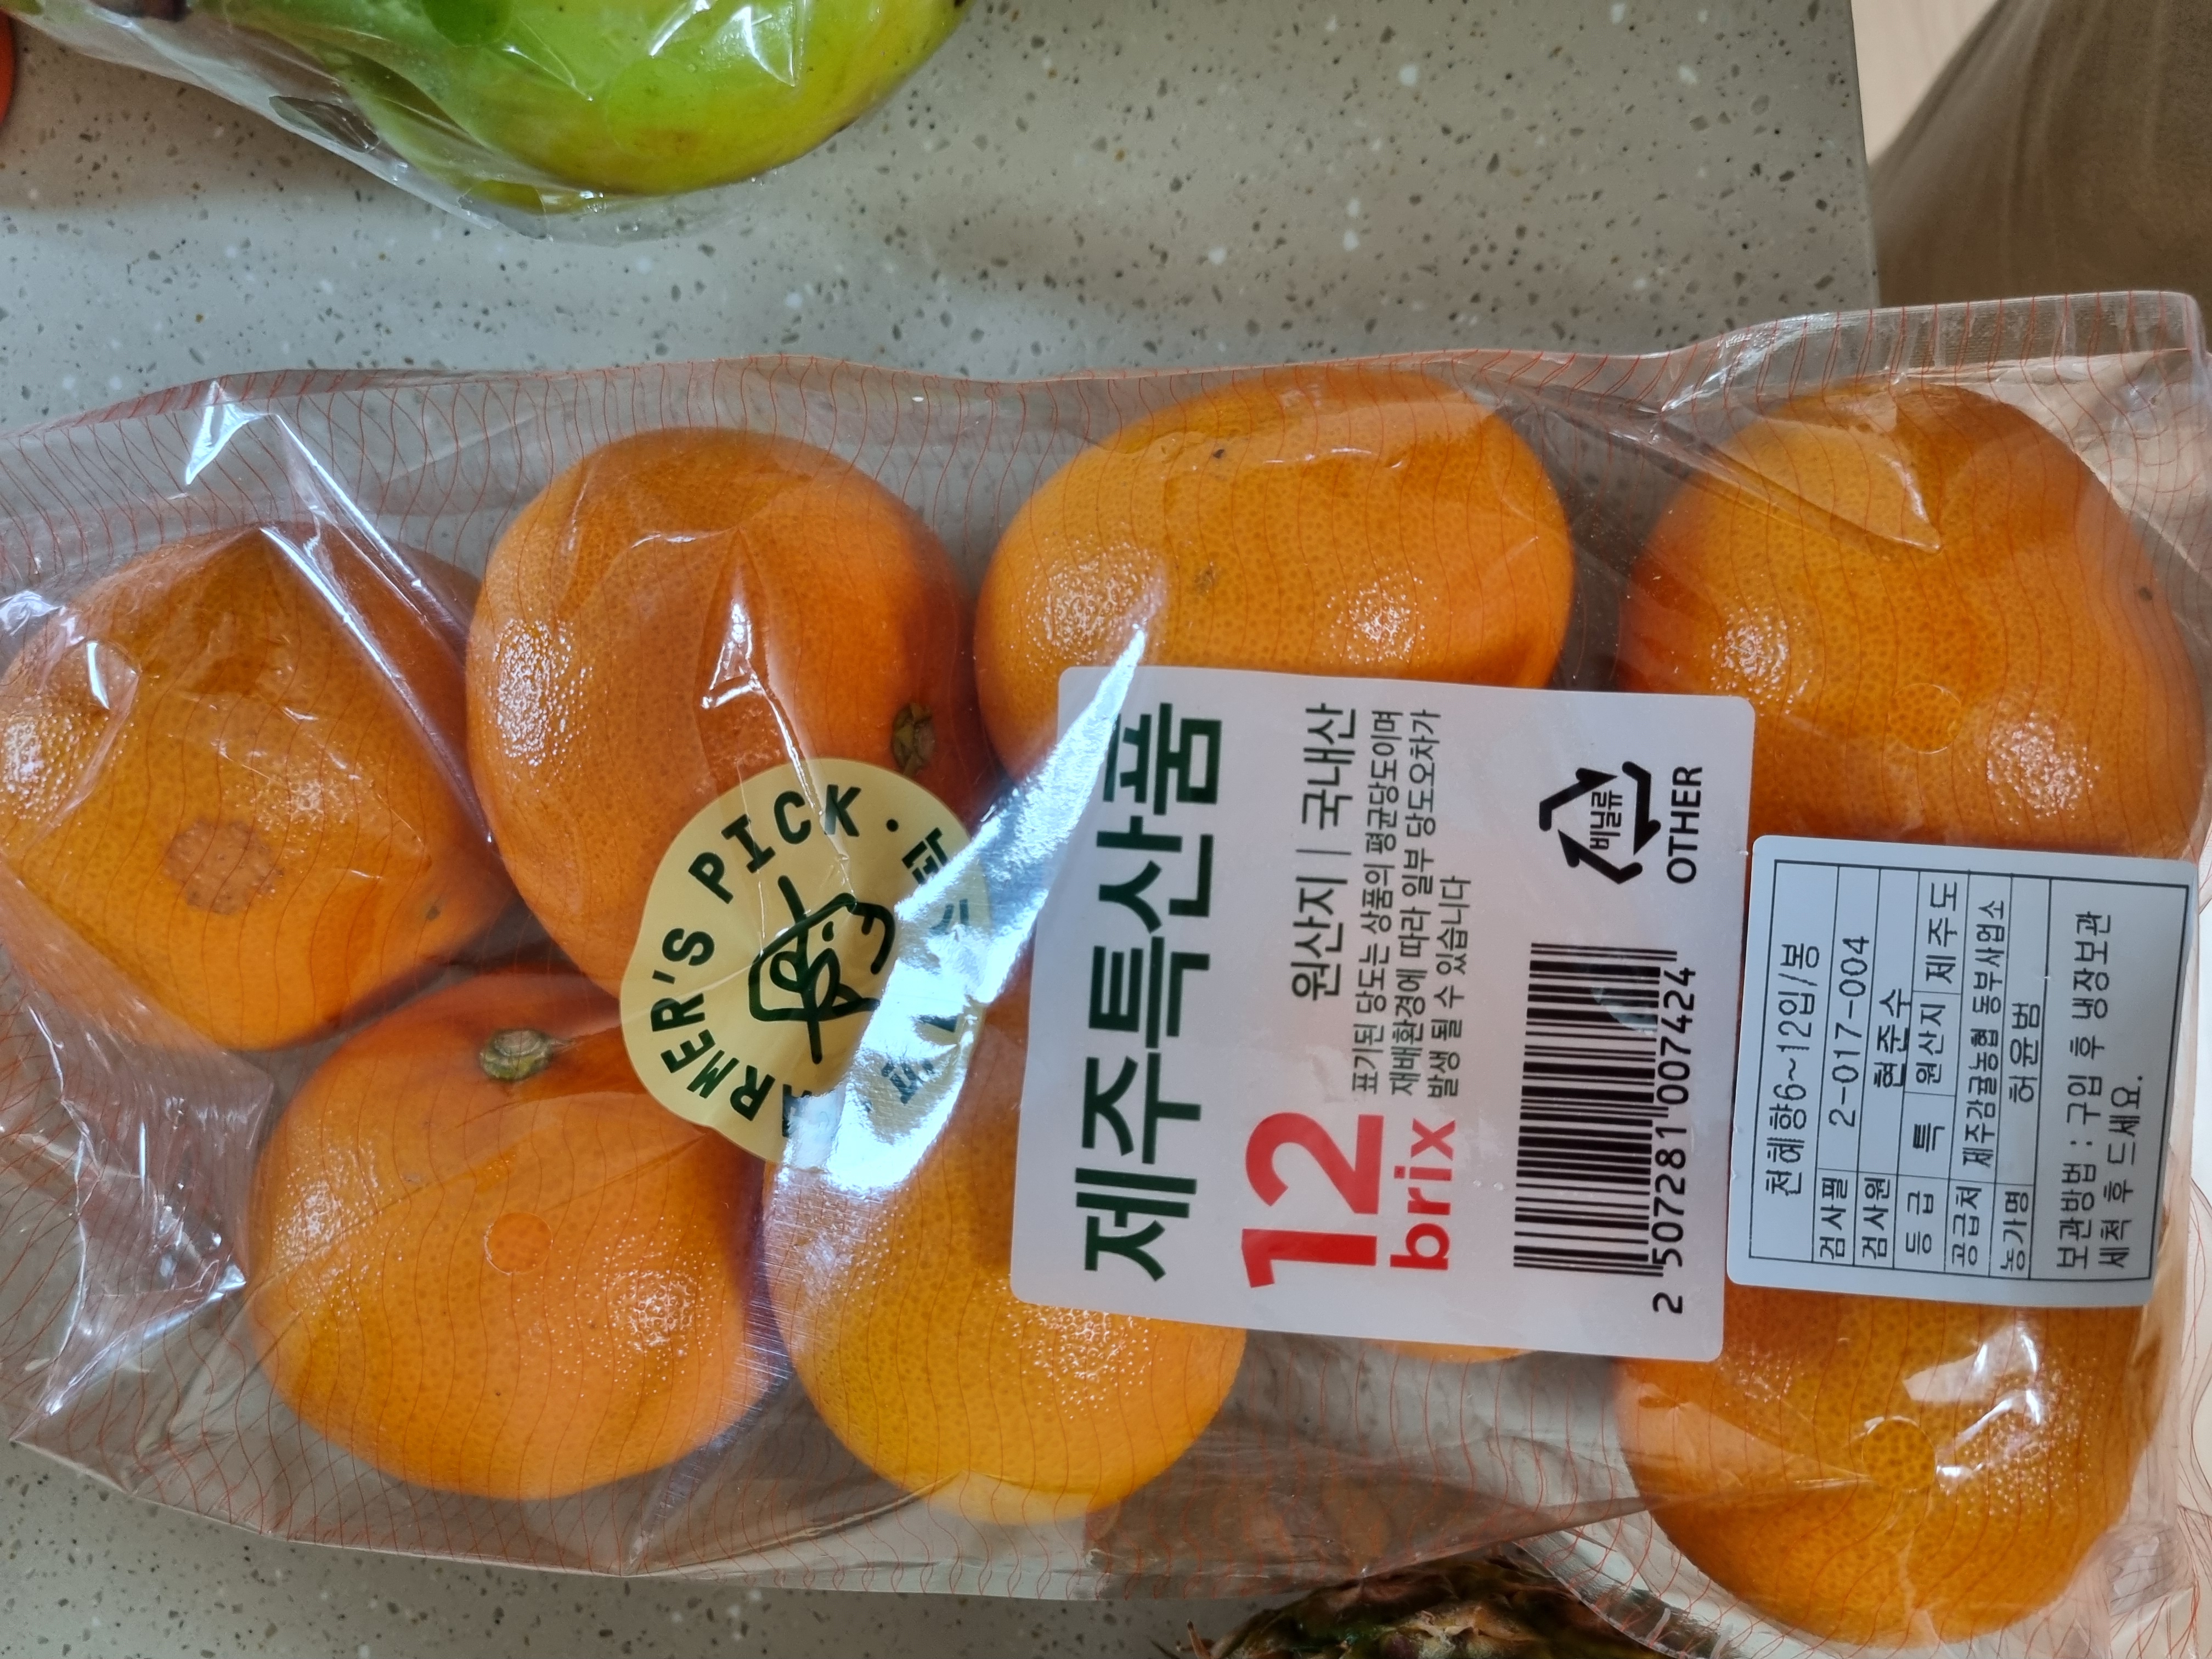 FARMER'S PICK.
제주특산품
12
brix
원산지 | 국내산
표기된 당도는 상품의 평균당도이며
재배환경에 따라 일부 당도오차가
발생 될 수 있습니다
2 507281 007424
비닐류
OTHER
천혜향6~12입/봉
검사필 2-017-004
검사원 현준수
등급 특 원산지 제주도
공급처 제주감귤농협 동부사업소
농가명 허윤범
보관방법 : 구입 후 냉장보관
세척 후 드세요.